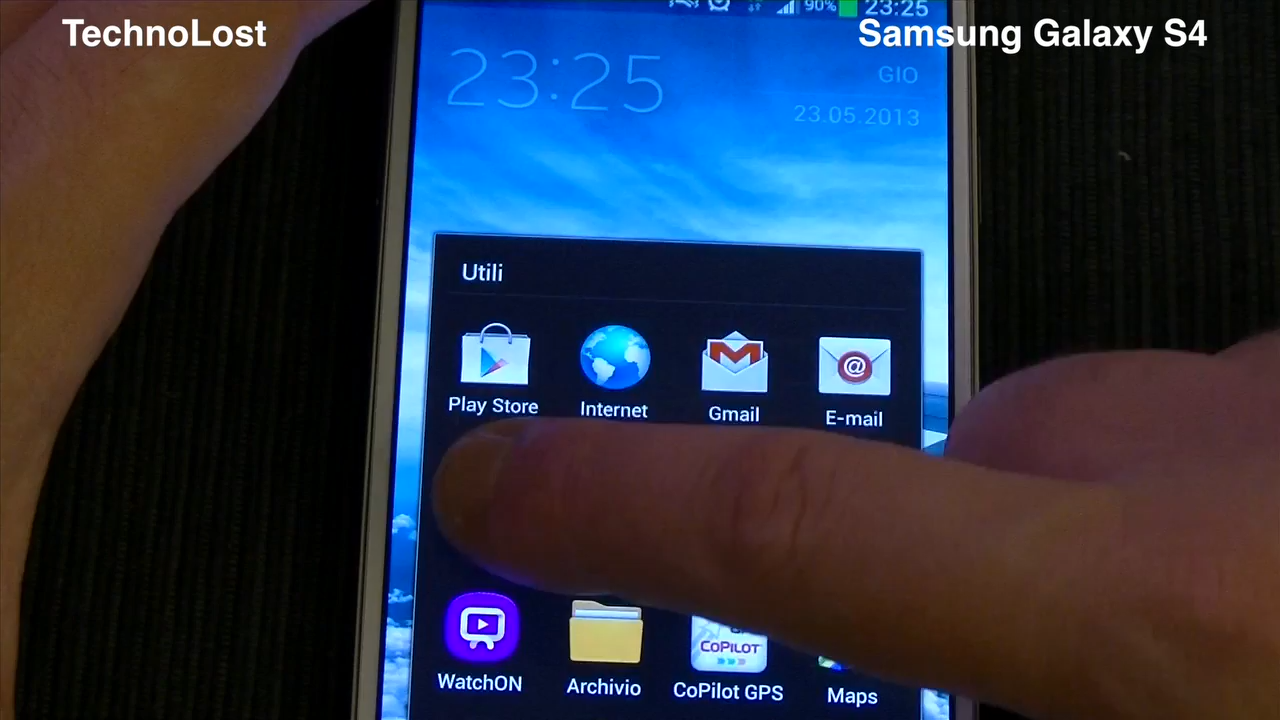 TechnoLost
Samsung Galaxy S4
90% 23:25
23:25
GIO
23.05.2013
Utili
Play Store
Internet
Gmail
E-mail
@
CoPILOT
WatchON
Archivio
CoPilot GPS
Maps